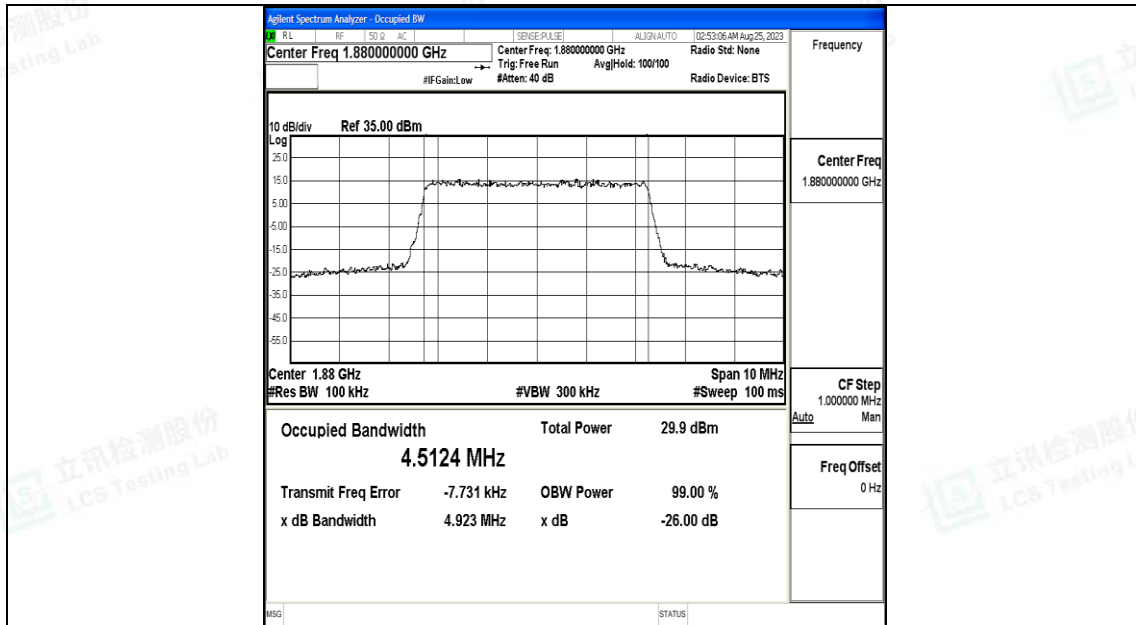 Agilent Spectrum Analyzer - Occupied BW
LXI RL RF 50 Ω AC SENSE:PULSE ALIGN AUTO 02:53:06 AM Aug 25, 2023
Center Freq 1.880000000 GHz
Center Freq: 1.880000000 GHz
Radio Std: None
Trig: Free Run Avg|Hold: 100/100
#IFGain:Low #Atten: 40 dB Radio Device: BTS
10 dB/div Ref 35.00 dBm
Log
25.0
15.0
5.00
-5.00
-15.0
-25.0
-35.0
-45.0
-55.0
Center 1.88 GHz Span 10 MHz
#Res BW 100 kHz #VBW 300 kHz #Sweep 100 ms
Occupied Bandwidth Total Power 29.9 dBm
4.5124 MHz
Transmit Freq Error -7.731 kHz OBW Power 99.00 %
x dB Bandwidth 4.923 MHz x dB -26.00 dB
MSG STATUS
Frequency
Center Freq
1.880000000 GHz
CF Step
1.000000 MHz
Auto Man
Freq Offset
0 Hz
立讯检测股份
LCS Testing Lab
立讯检测股份